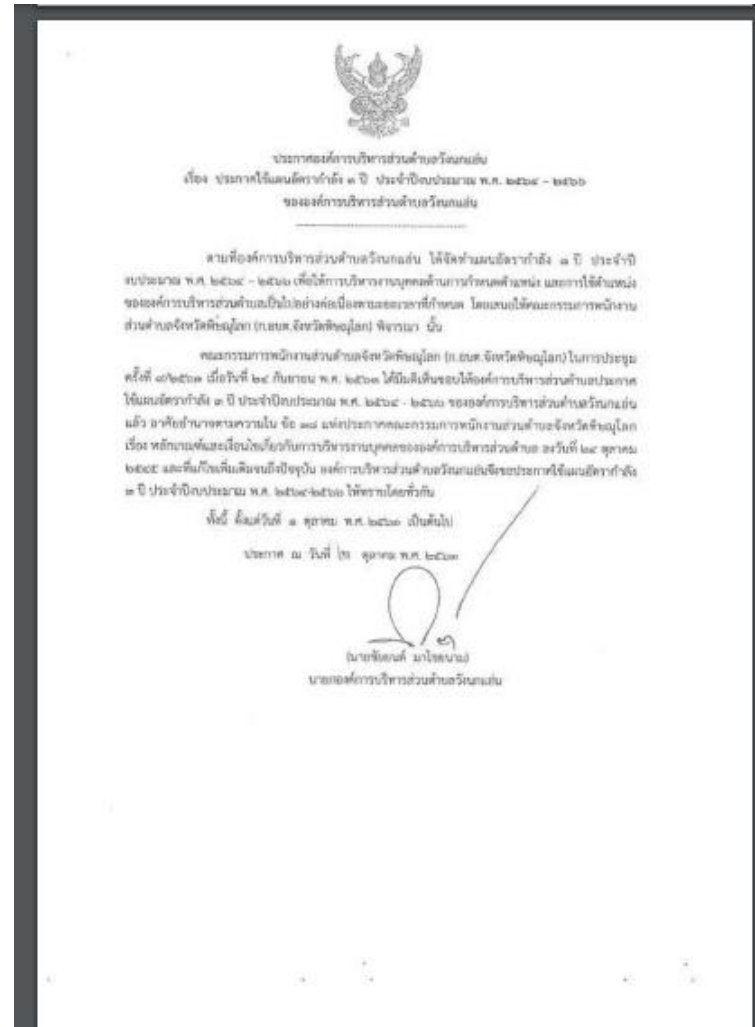 ประกาศองค์การบริหารส่วนตำบลวังนกแอ่น
เรื่อง ประกาศใช้แผนอัตรากำลัง ๓ ปี ประจำปีงบประมาณ พ.ศ. ๒๕๖๔ – ๒๕๖๖
ขององค์การบริหารส่วนตำบลวังนกแอ่น
ตามที่องค์การบริหารส่วนตำบลวังนกแอ่น ได้จัดทำแผนอัตรากำลัง ๓ ปี ประจำปี
งบประมาณ พ.ศ. ๒๕๖๔ – ๒๕๖๖ เพื่อให้การบริหารงานบุคคลด้านการกำหนดตำแหน่ง และการใช้ตำแหน่ง
ขององค์การบริหารส่วนตำบลเป็นไปอย่างต่อเนื่องตามระยะเวลาที่กำหนด โดยเสนอให้คณะกรรมการพนักงาน
ส่วนตำบลจังหวัดพิษณุโลก (ก.อบต.จังหวัดพิษณุโลก) พิจารณา นั้น
คณะกรรมการพนักงานส่วนตำบลจังหวัดพิษณุโลก (ก.อบต.จังหวัดพิษณุโลก) ในการประชุม
ครั้งที่ ๙/๒๕๖๓ เมื่อวันที่ ๒๔ กันยายน พ.ศ. ๒๕๖๓ ได้มีมติเห็นชอบให้องค์การบริหารส่วนตำบลประกาศ
ใช้แผนอัตรากำลัง ๓ ปี ประจำปีงบประมาณ พ.ศ. ๒๕๖๔ - ๒๕๖๖ ขององค์การบริหารส่วนตำบลวังนกแอ่น
แล้ว อาศัยอำนาจตามความใน ข้อ ๑๘ แห่งประกาศคณะกรรมการพนักงานส่วนตำบลจังหวัดพิษณุโลก
เรื่อง หลักเกณฑ์และเงื่อนไขเกี่ยวกับการบริหารงานบุคคลขององค์การบริหารส่วนตำบล ลงวันที่ ๒๔ ตุลาคม
๒๕๔๕ และที่แก้ไขเพิ่มเติมจนถึงปัจจุบัน องค์การบริหารส่วนตำบลวังนกแอ่นจึงขอประกาศใช้แผนอัตรากำลัง
๓ ปี ประจำปีงบประมาณ พ.ศ. ๒๕๖๔-๒๕๖๖ ให้ทราบโดยทั่วกัน
ทั้งนี้ ตั้งแต่วันที่ ๑ ตุลาคม พ.ศ. ๒๕๖๓ เป็นต้นไป
ประกาศ ณ วันที่ ตุลาคม พ.ศ. ๒๕๖๓
นายกองค์การบริหารส่วนตำบลวังนกแอ่น